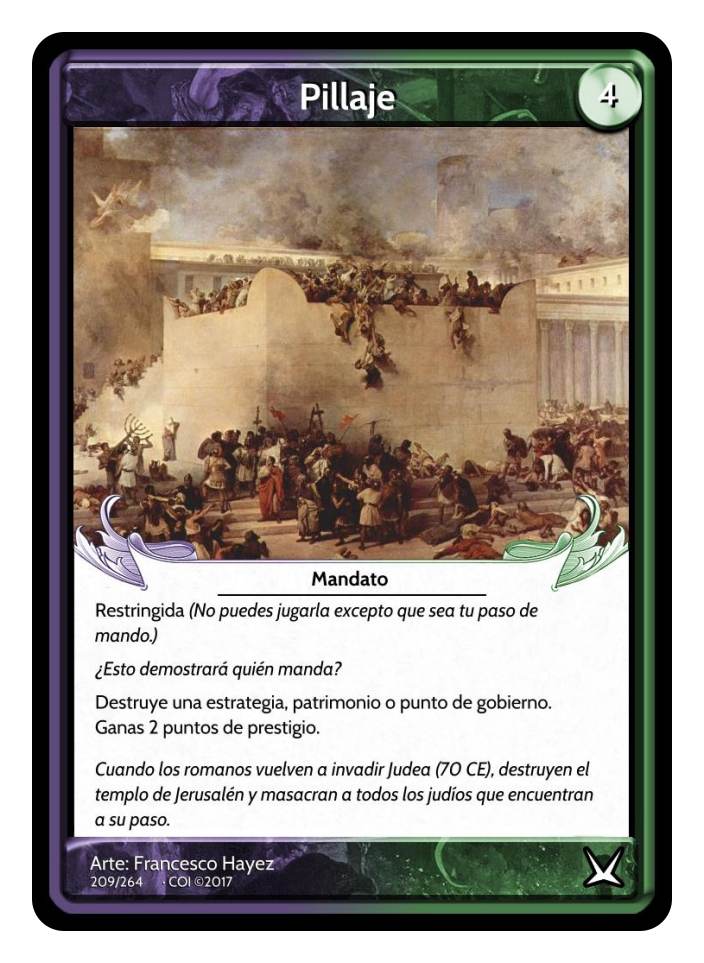 Pillaje
4
Mandato
Restringida (No puedes jugarla excepto que sea tu paso de
mando.)
¿Esto demostrará quién manda?
Destruye una estrategia, patrimonio o punto de gobierno.
Ganas 2 puntos de prestigio.
Cuando los romanos vuelven a invadir Judea (70 CE), destruyen el
templo de Jerusalén y masacran a todos los judíos que encuentran
a su paso.
Arte: Francesco Hayez
209/264 · COI ©2017